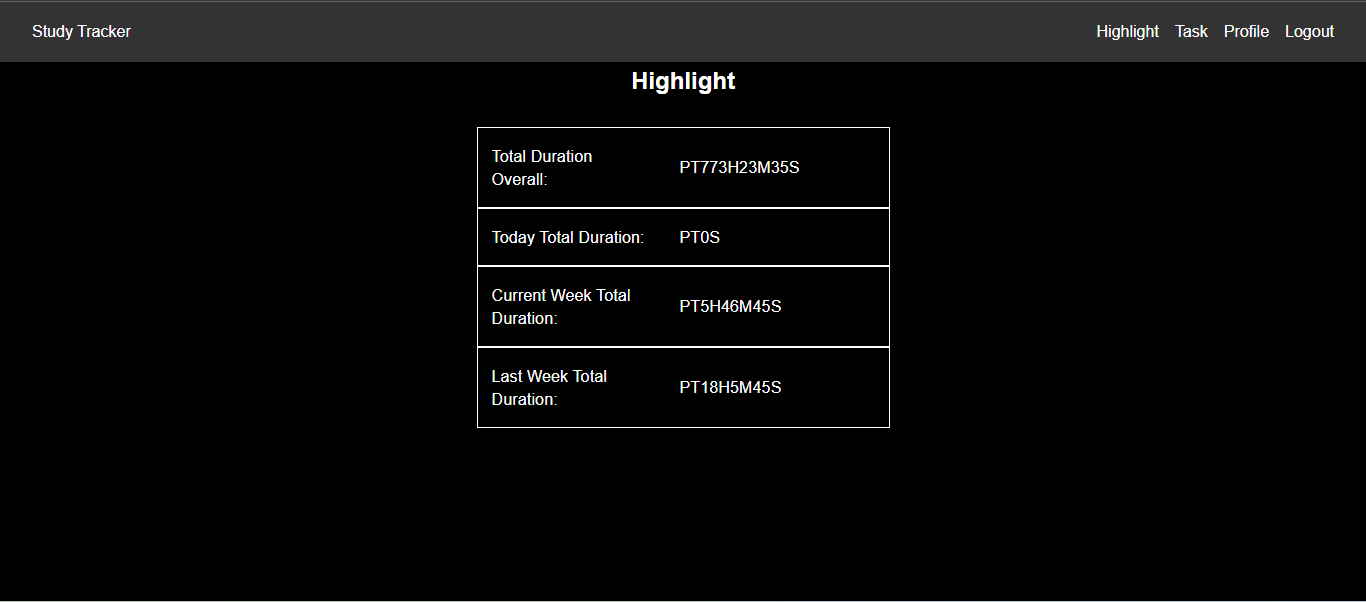 Study Tracker
Highlight Task Profile Logout
Highlight
Total Duration
Overall:
PT773H23M35S
Today Total Duration:
PT0S
Current Week Total
Duration:
PT5H46M45S
Last Week Total
Duration:
PT18H5M45S